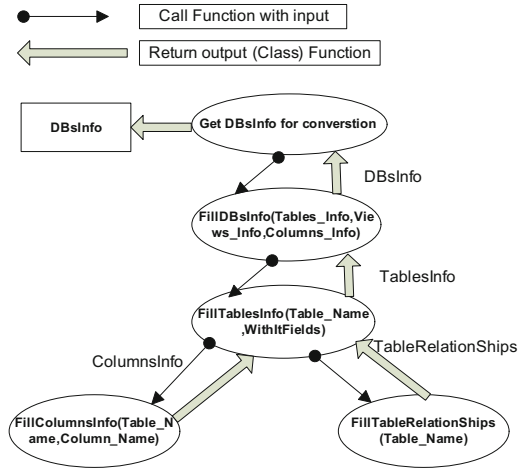 Call Function with input
Return output (Class) Function
DBsInfo
Get DBsInfo for converstion
DBsInfo
FillDBsInfo(Tables_Info,Vie
ws_Info,Columns_Info)
TablesInfo
FillTablesInfo(Table_Name
,WithItFields)
ColumnsInfo
TableRelationShips
FillColumnsInfo(Table_N
ame,Column_Name)
FillTableRelationShips
(Table_Name)